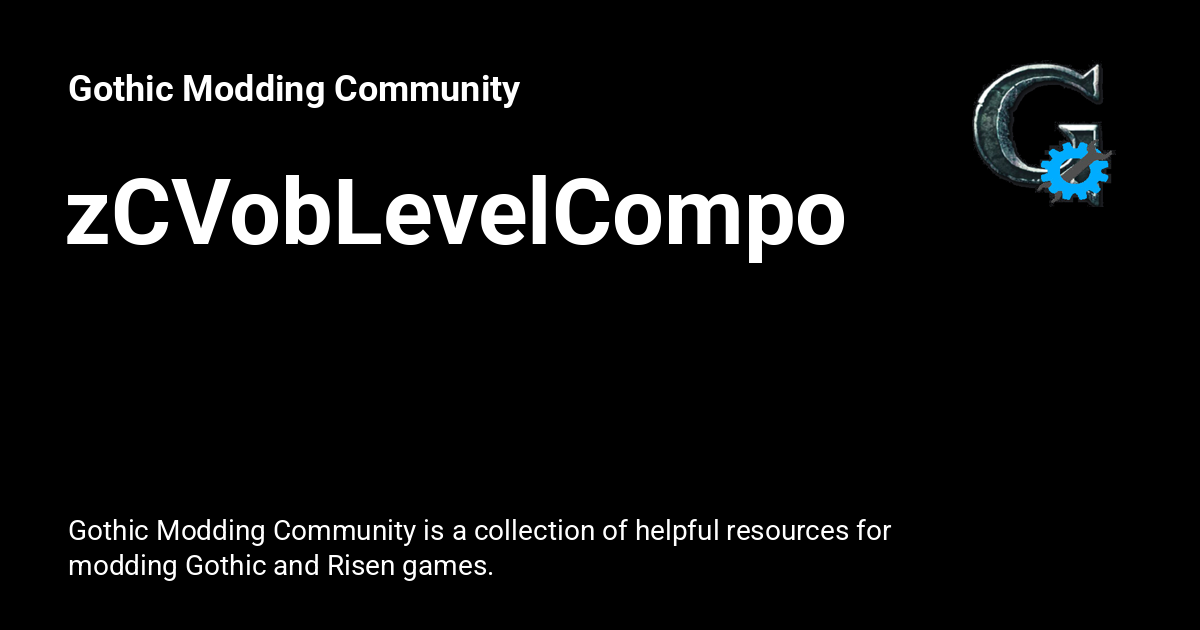 Gothic Modding Community
zCVobLevelCompo
Gothic Modding Community is a collection of helpful resources for
modding Gothic and Risen games.